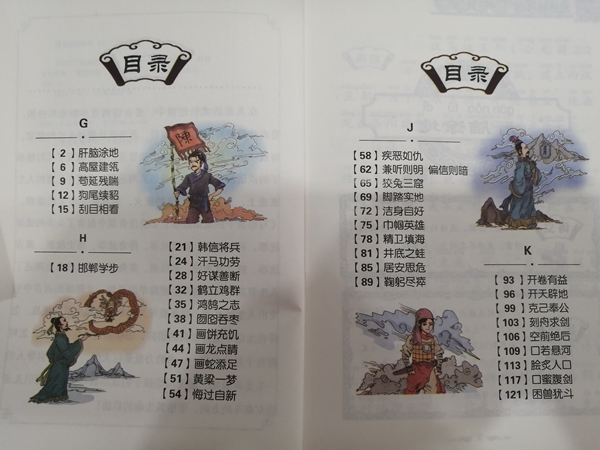 目录
G
【2】肝脑涂地
【6】高屋建瓴
【9】苟延残喘
【12】狗尾续貂
【15】刮目相看
陳
H
【18】邯郸学步
【21】韩信将兵
【24】汗马功劳
【28】好谋善断
【32】鹤立鸡群
【35】鸿鹄之志
【38】囫囵吞枣
【41】画饼充饥
【44】画龙点睛
【47】画蛇添足
【51】黄粱一梦
【54】悔过自新
目录
J
【58】疾恶如仇
【62】兼听则明 偏信则暗
【65】狡兔三窟
【69】脚踏实地
【72】洁身自好
【75】巾帼英雄
【78】精卫填海
【81】井底之蛙
【85】居安思危
【89】鞠躬尽瘁
K
【93】开卷有益
【96】开天辟地
【99】克己奉公
【103】刻舟求剑
【106】空前绝后
【109】口若悬河
【113】脍炙人口
【117】口蜜腹剑
【121】困兽犹斗